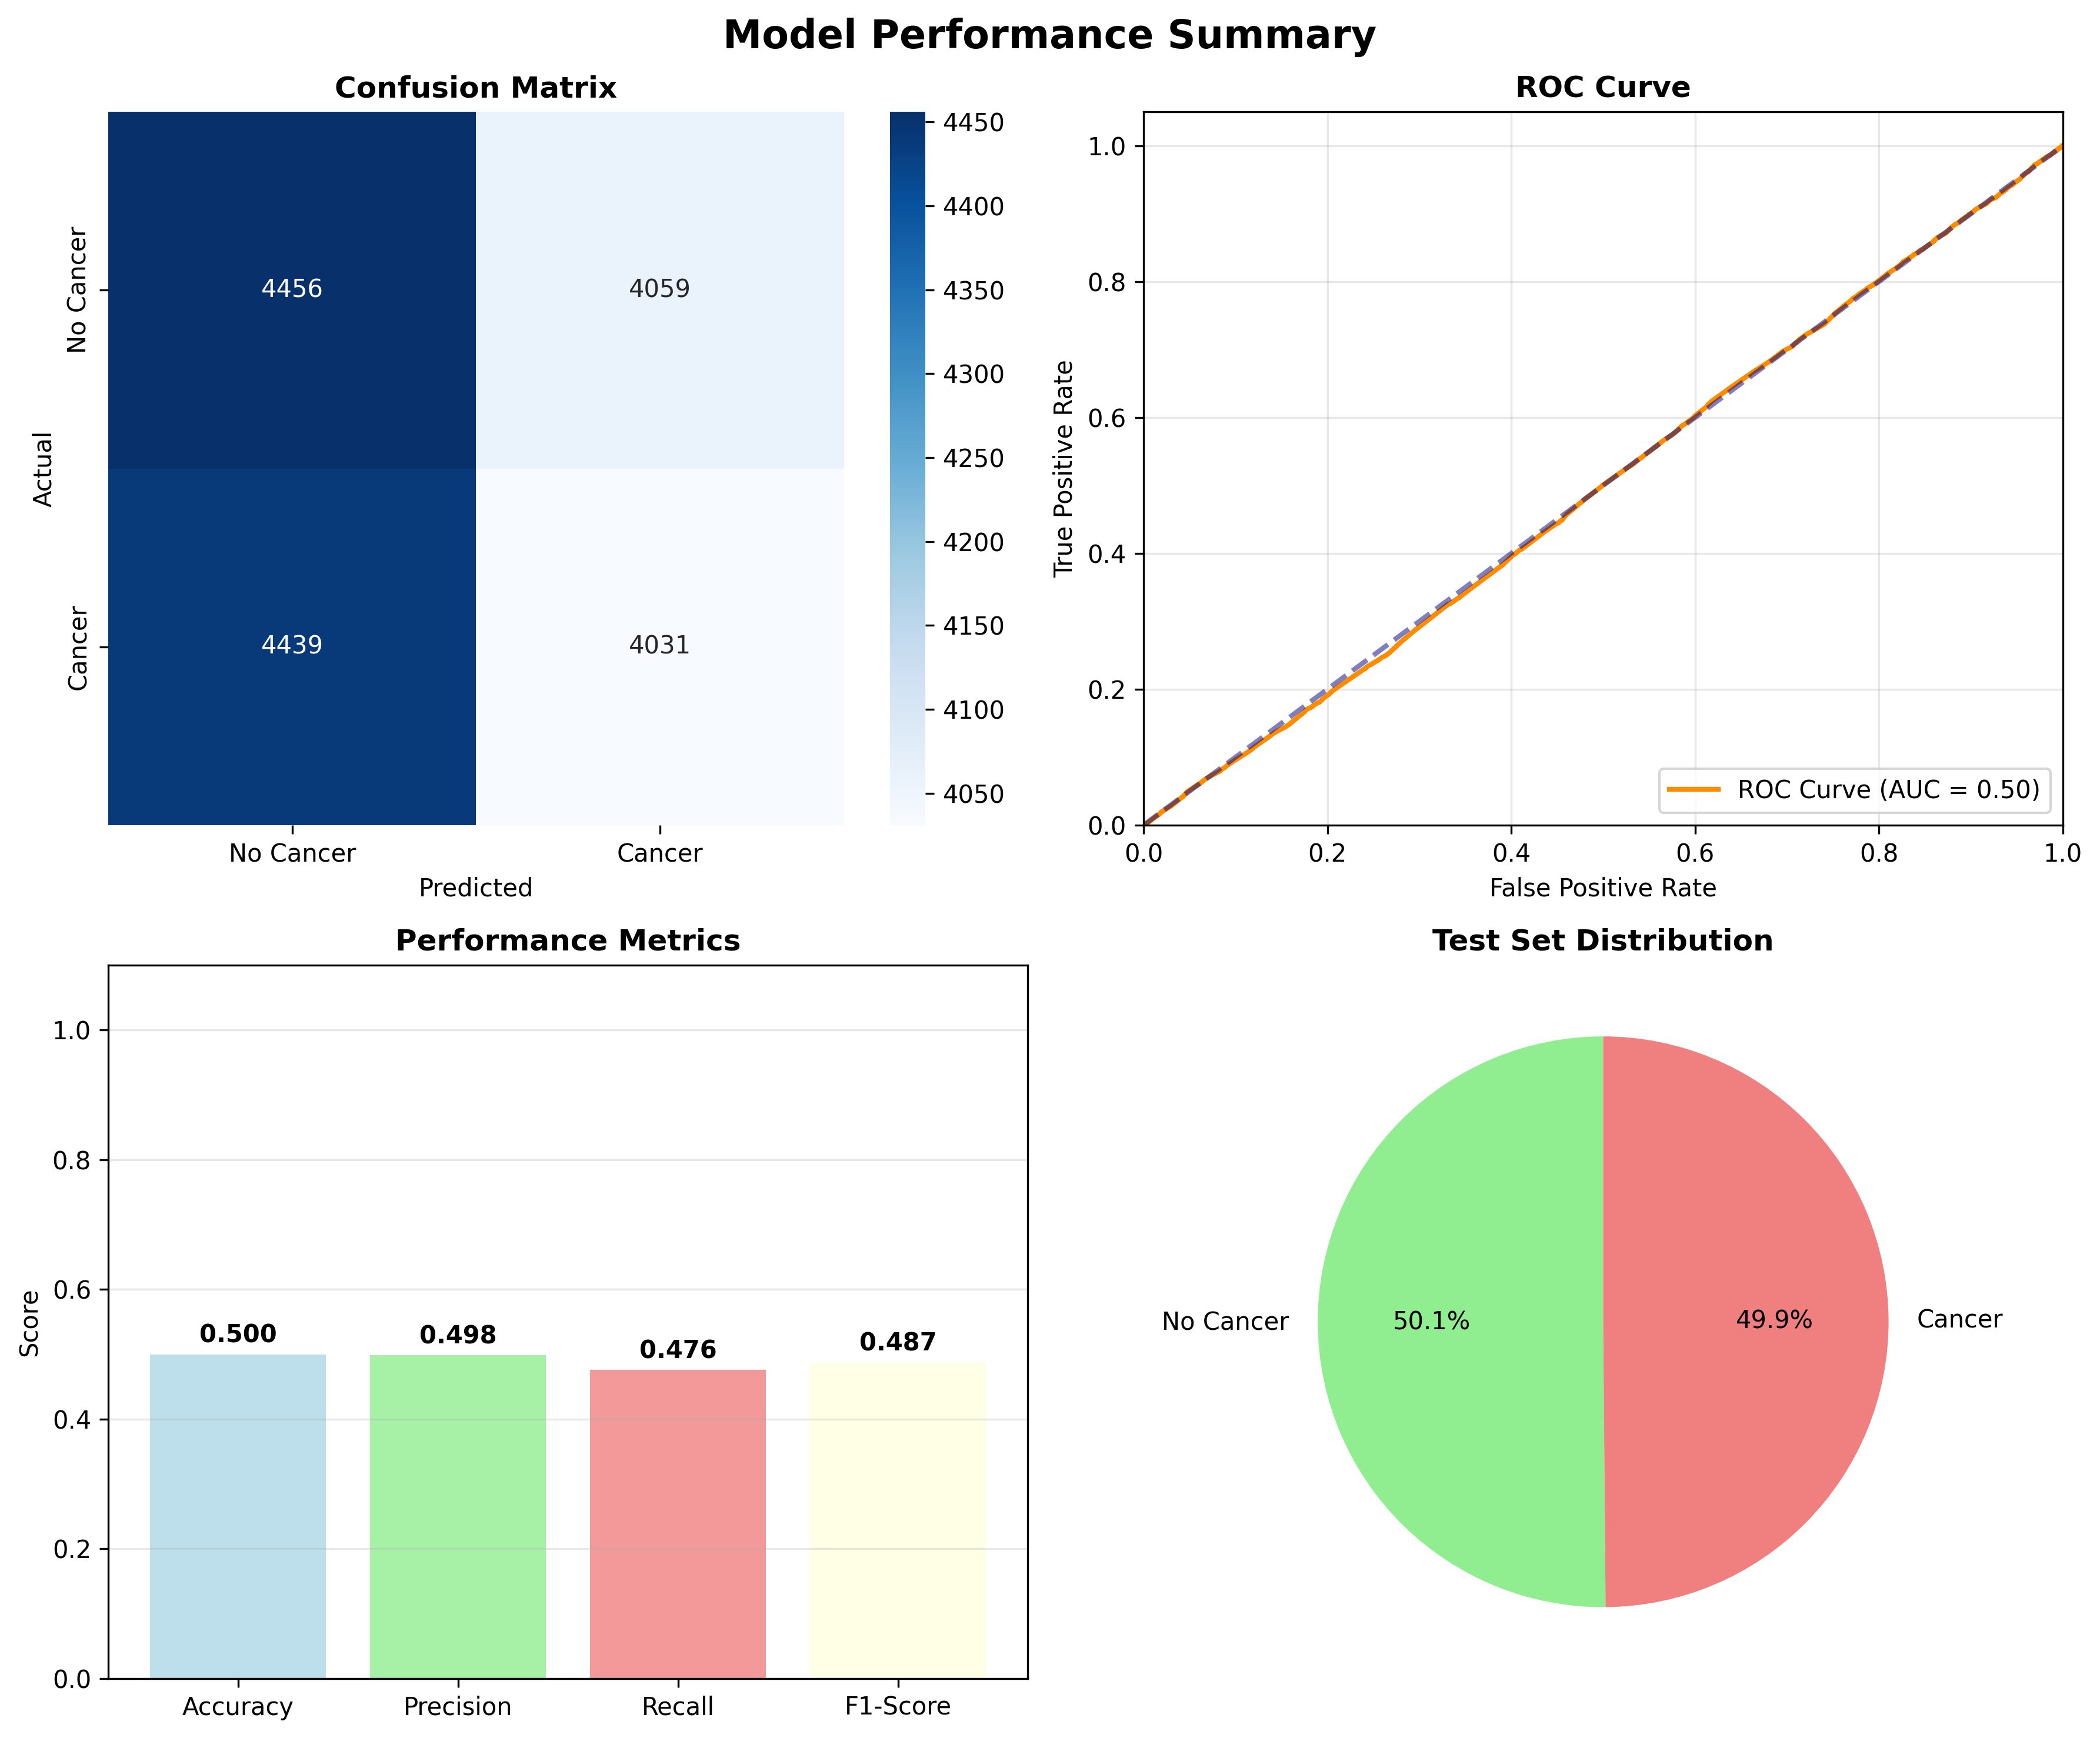 Model Performance Summary
Confusion Matrix
No Cancer
Cancer
Actual
4456
4059
4439
4031
No Cancer
Cancer
Predicted
4450
4400
4350
4300
4250
4200
4150
4100
4050
ROC Curve
True Positive Rate
1.0
0.8
0.6
0.4
0.2
0.0
ROC Curve (AUC = 0.50)
0.0
0.2
0.4
0.6
0.8
1.0
False Positive Rate
Performance Metrics
Score
1.0
0.8
0.6
0.4
0.2
0.0
0.500
0.498
0.476
0.487
Accuracy
Precision
Recall
F1-Score
Test Set Distribution
No Cancer
50.1%
49.9%
Cancer